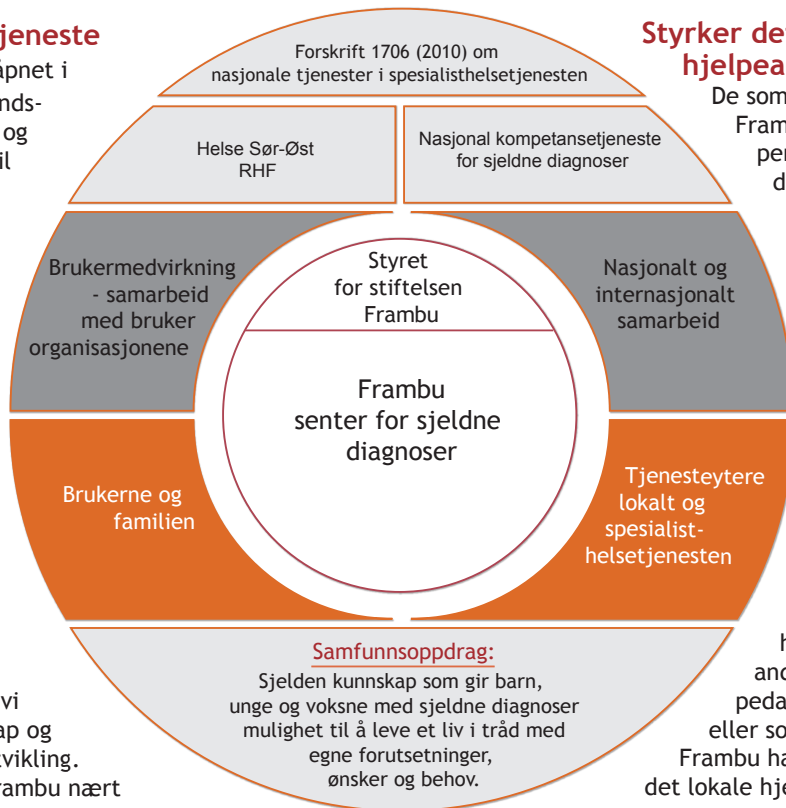 jeneste
åpnet i
nds-
og
il
Forskrift 1706 (2010) om
nasjonale tjenester i spesialisthelsetjenesten
Styrker de
hjelpea
De som
Fram
per
d
Helse Sør-Øst
RHF
Nasjonal kompetansetjeneste
for sjeldne diagnoser
Brukermedvirkning
- samarbeid
med bruker
organisasjonene
Styret
for stiftelsen
Frambu
Nasjonalt og
internasjonalt
samarbeid
Frambu
senter for sjeldne
diagnoser
Brukerne og
familien
Tjenesteytere
lokalt og
spesialist-
helsetjenesten
Samfunnsoppdrag:
Sjelden kunnskap som gir barn,
unge og voksne med sjeldne diagnoser
mulighet til å leve et liv i tråd med
egne forutsetninger,
ønsker og behov.
vi
ap og
tvikling.
rambu nært
h
and
peda
eller so
Frambu ha
det lokale hje